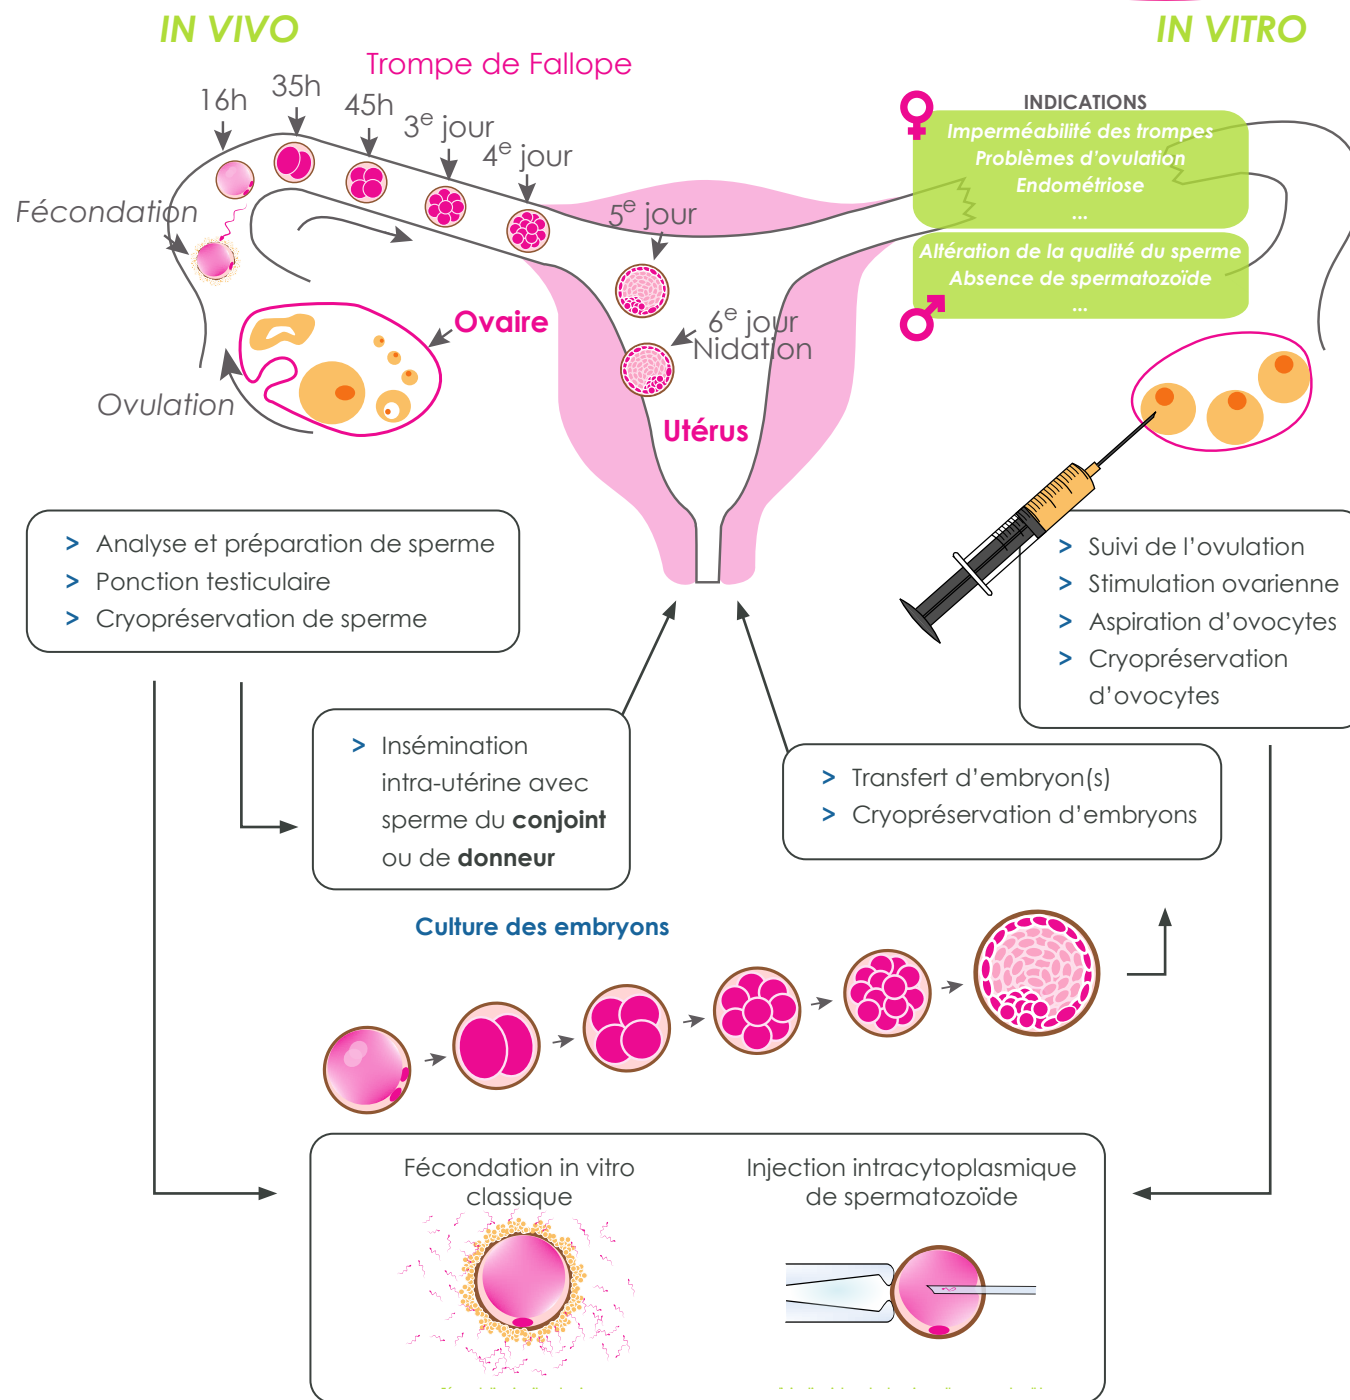 IN VIVO
IN VITRO
Trompe de Fallope
16h
35h
45h
3e jour
4e jour
5e jour
6e jour
Nidation
Fécondation
Ovaire
Ovulation
Utérus
INDICATIONS
Imperméabilité des trompes
Problèmes d'ovulation
Endométriose
...
Altération de la qualité du sperme
Absence de spermatozoïde
...
> Analyse et préparation de sperme
> Ponction testiculaire
> Cryopréservation de sperme
> Suivi de l'ovulation
> Stimulation ovarienne
> Aspiration d'ovocytes
> Cryopréservation
d'ovocytes
> Insémination
intra-utérine avec
sperme du conjoint
ou de donneur
> Transfert d'embryon(s)
> Cryopréservation d'embryons
Culture des embryons
Fécondation in vitro
classique
Injection intracytoplasmique
de spermatozoïde